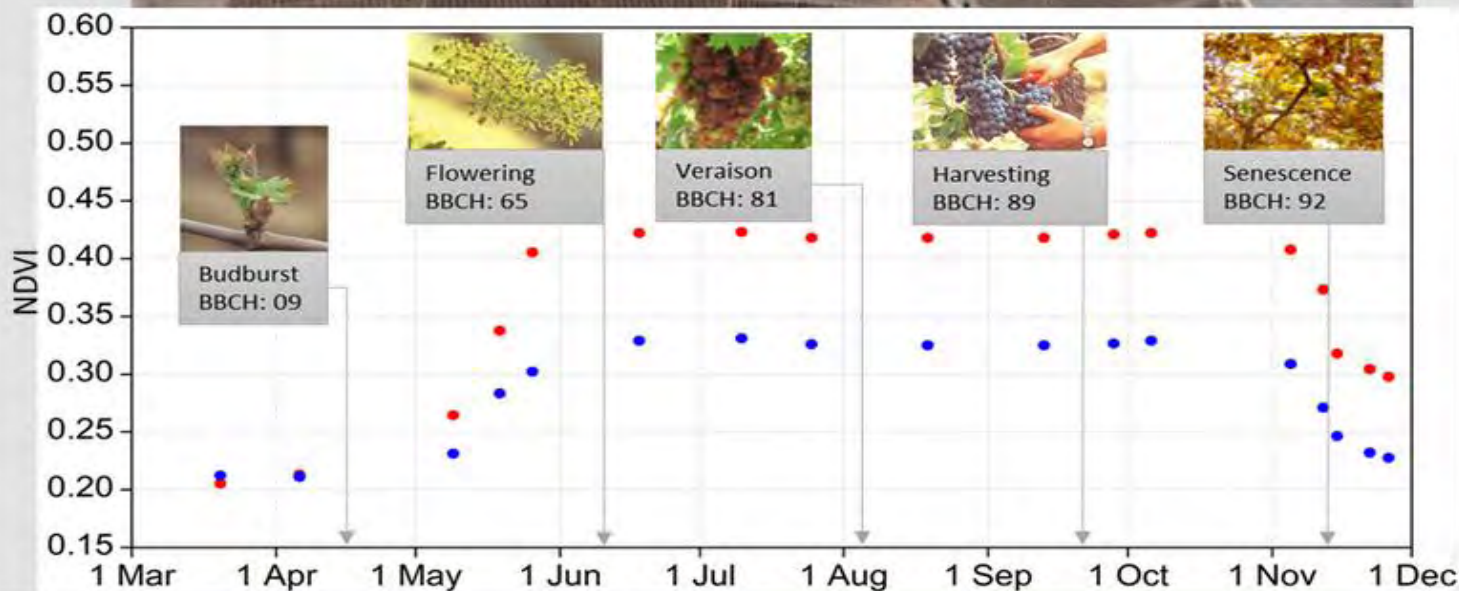 0.60
0.55
0.50
0.45
0.40
0.35
0.30
0.25
0.20
0.15
NDVI
Budburst
BBCH: 09
Flowering
BBCH: 65
Veraison
BBCH: 81
Harvesting
BBCH: 89
Senescence
BBCH: 92
1 Mar 1 Apr 1 May 1 Jun 1 Jul 1 Aug 1 Sep 1 Oct 1 Nov 1 Dec